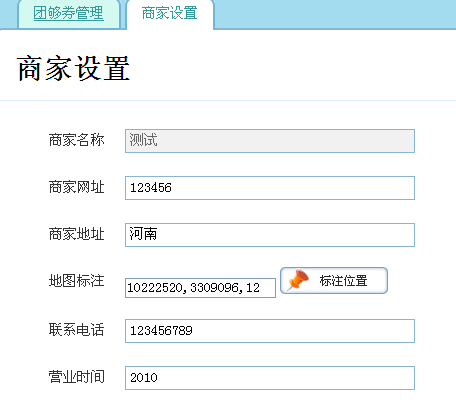 团购券管理 商家设置
商家设置
商家名称 测试
商家网址 123456
商家地址 河南
地图标注 10222520,3309096,12 标注位置
联系电话 123456789
营业时间 2010